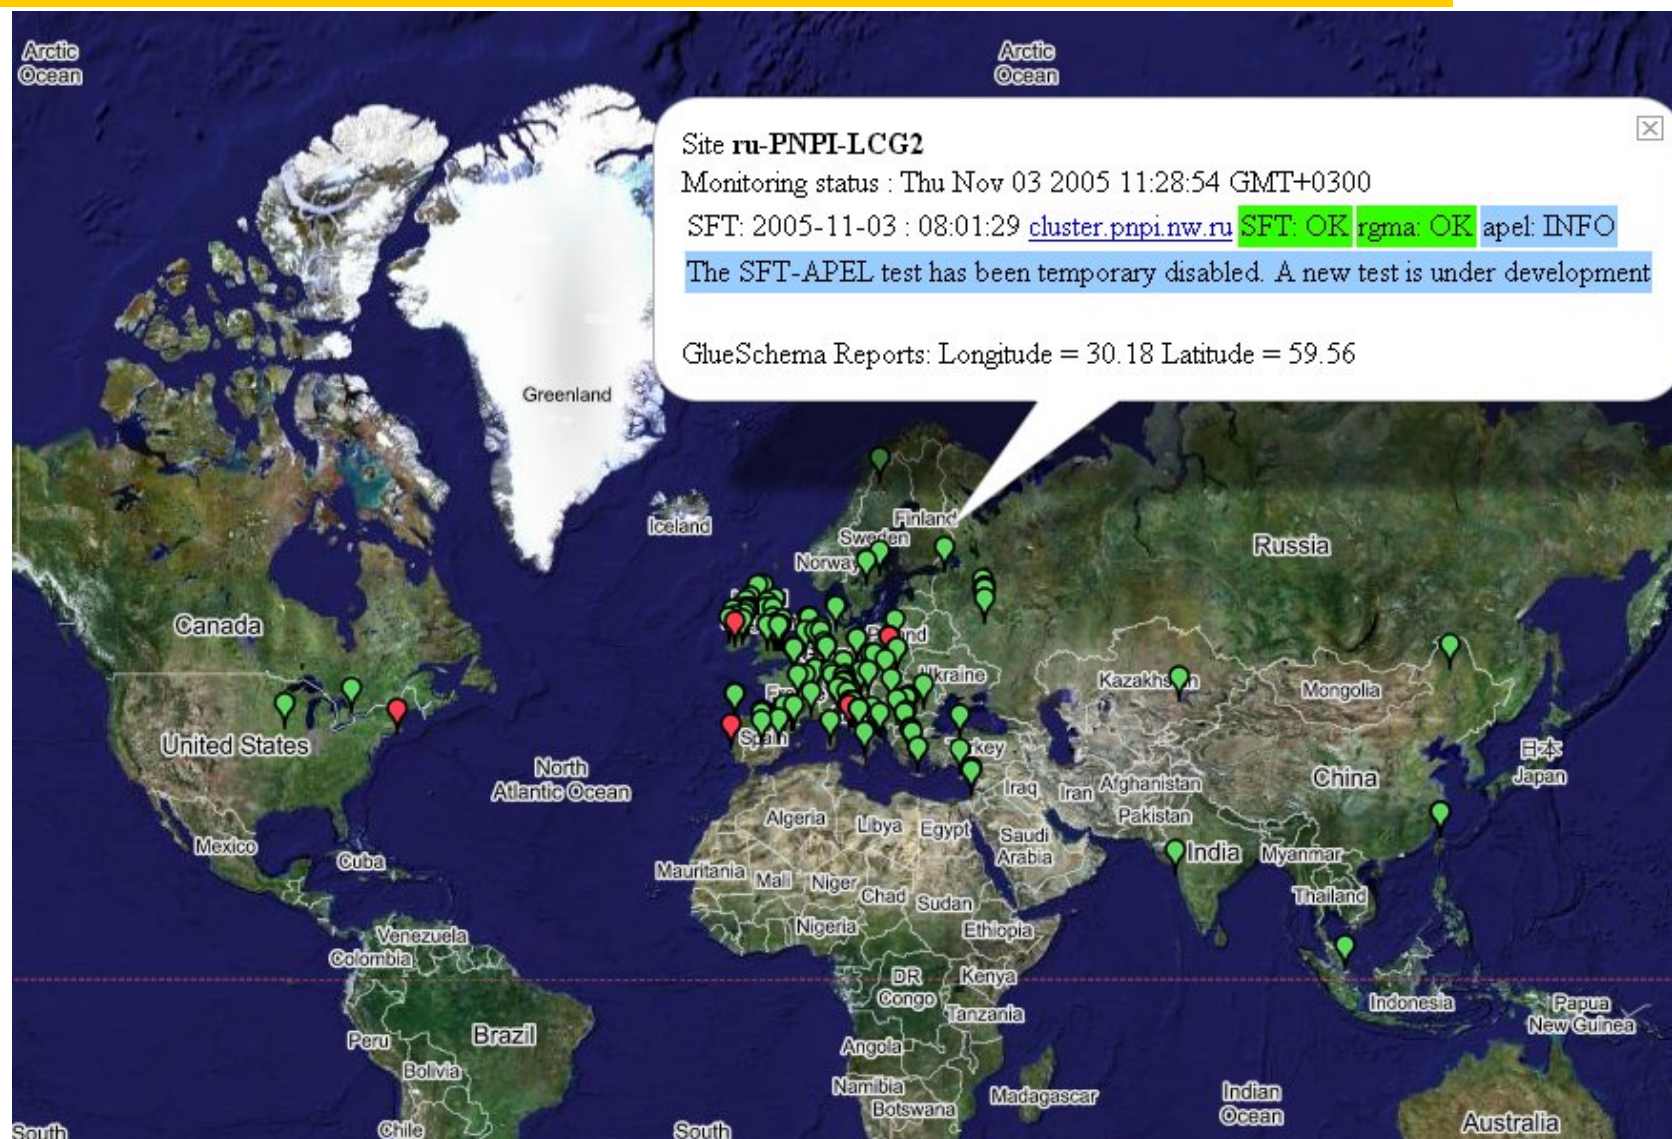 Arctic
Ocean
Arctic
Ocean
Site ru-PNPI-LCG2
Monitoring status : Thu Nov 03 2005 11:28:54 GMT+0300
SFT: 2005-11-03 : 08:01:29 cluster.pnpi.nw.ru SFT: OK rgma: OK apel: INFO
The SFT-APEL test has been temporary disabled. A new test is under development
GlueSchema Reports: Longitude = 30.18 Latitude = 59.56
Greenland
Iceland
Finland
Sweden
Norway
Russia
Canada
Kazakhstan
Mongolia
United States
Spain
日本
Japan
North
Atlantic Ocean
Iraq
Iran
Afghanistan
China
Pakistan
Algeria
Libya
Egypt
Saudi
Arabia
Mexico
Cuba
India
Myanmar
Mauritania
Mali
Niger
Chad
Sudan
Thailand
Nigeria
Ethiopia
Venezuela
Colombia
DR
Congo
Kenya
Tanzania
Indonesia
Papua
New Guinea
Peru
Brazil
Angola
Bolivia
Namibia
Botswana
Madagascar
Indian
Ocean
Australia
South
Chile
South